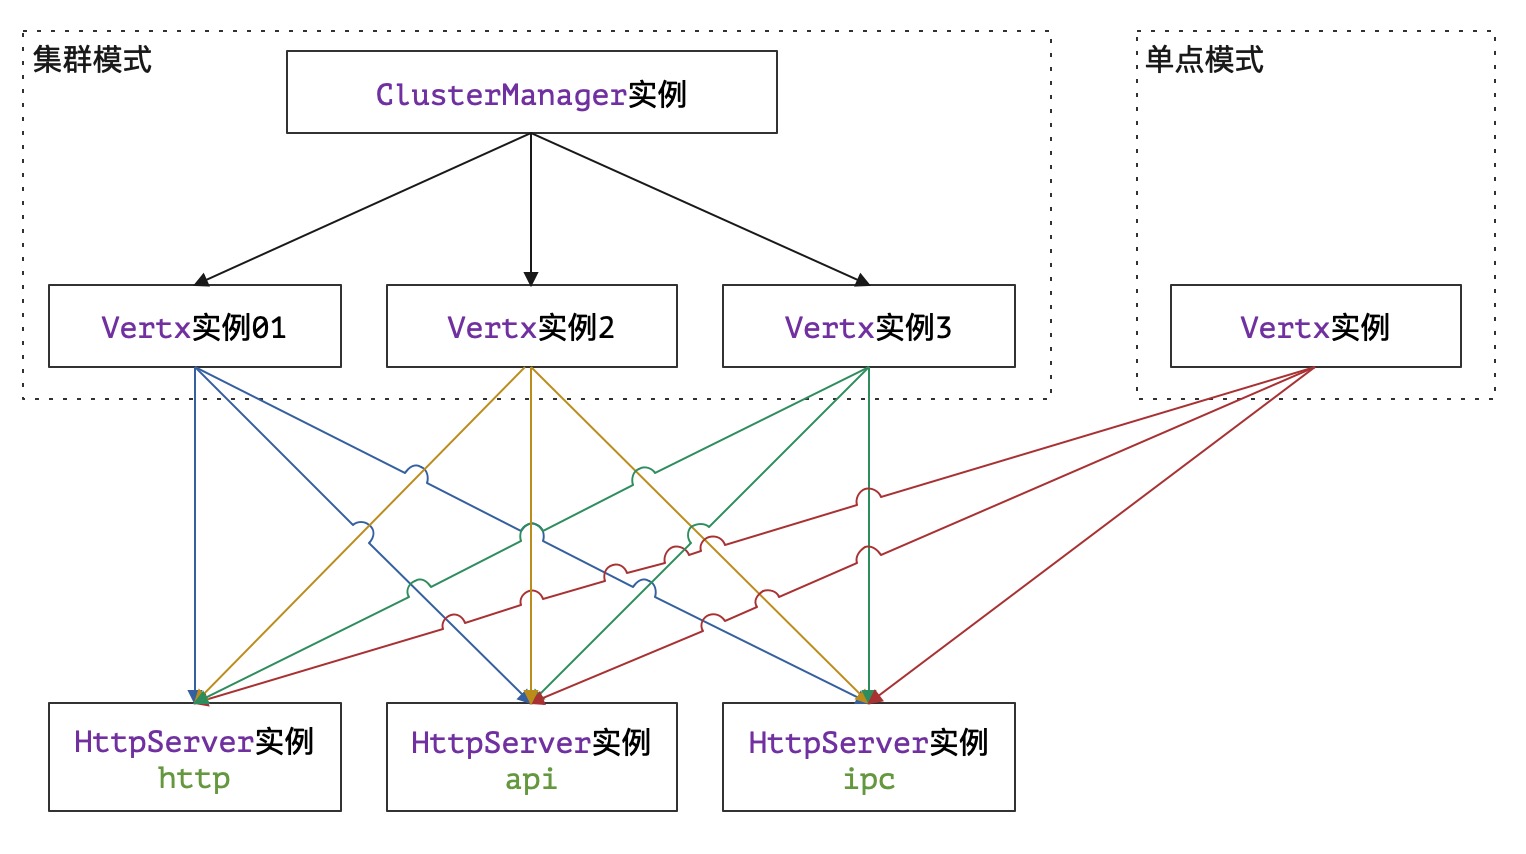 集群模式
单点模式
ClusterManager实例
Vertx实例01
Vertx实例2
Vertx实例3
Vertx实例
HttpServer实例
http
HttpServer实例
api
HttpServer实例
ipc